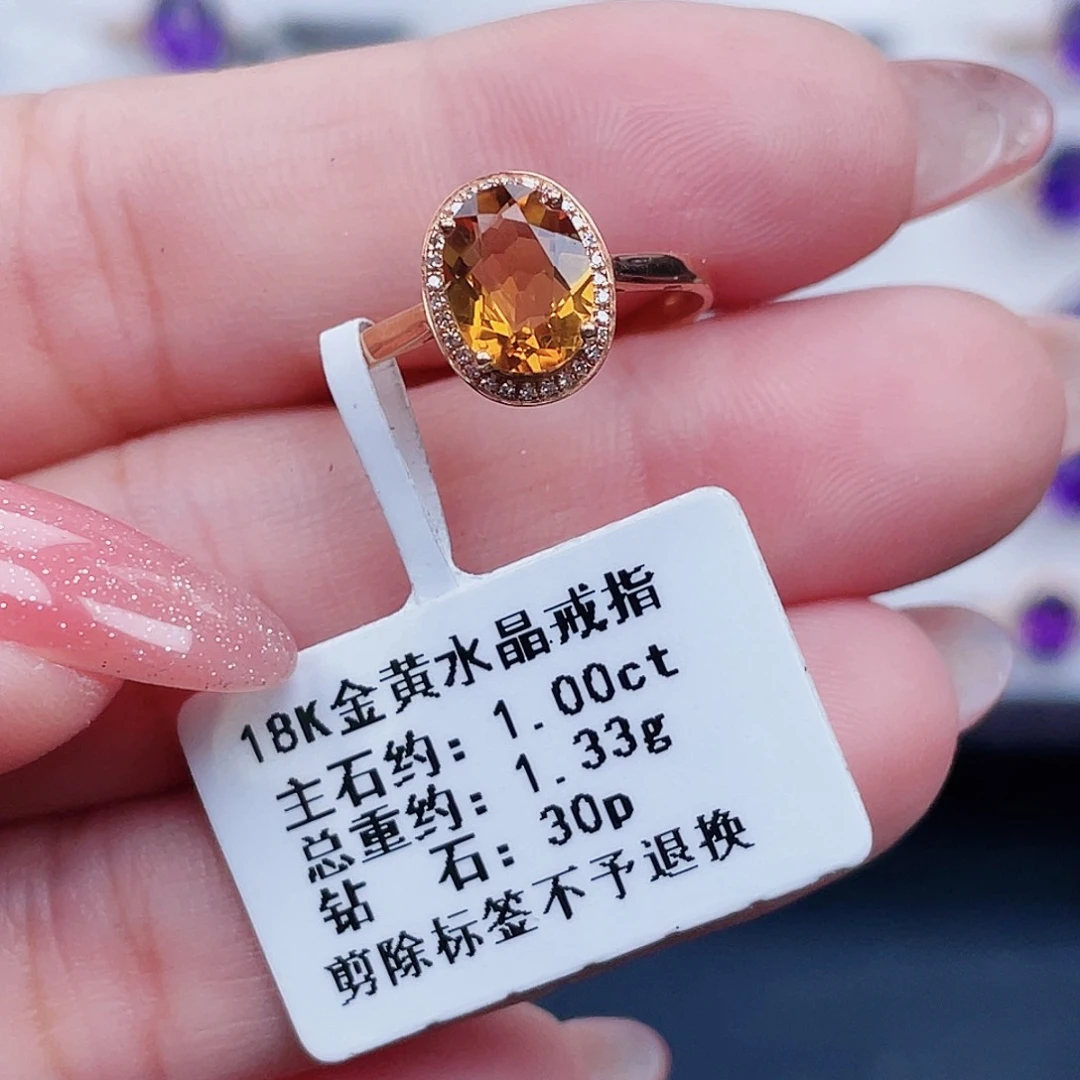 18K金黄水晶戒指
主石约: 1.00ct
总重约: 1.33g
钻 石: 30p
剪除标签不予退换